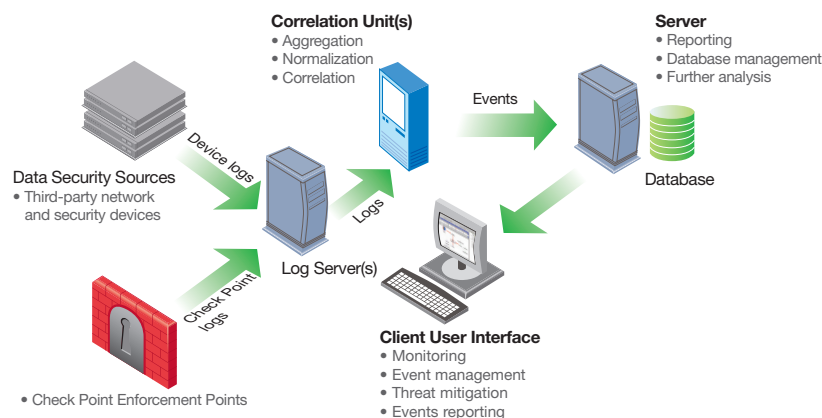 Correlation Unit(s)
• Aggregation
• Normalization
• Correlation
Server
• Reporting
• Database management
• Further analysis
Events
Device logs
Data Security Sources
• Third-party network
and security devices
Logs
Database
Log Server(s)
Check Point
logs
Client User Interface
• Monitoring
• Event management
• Threat mitigation
• Events reporting
• Check Point Enforcement Points